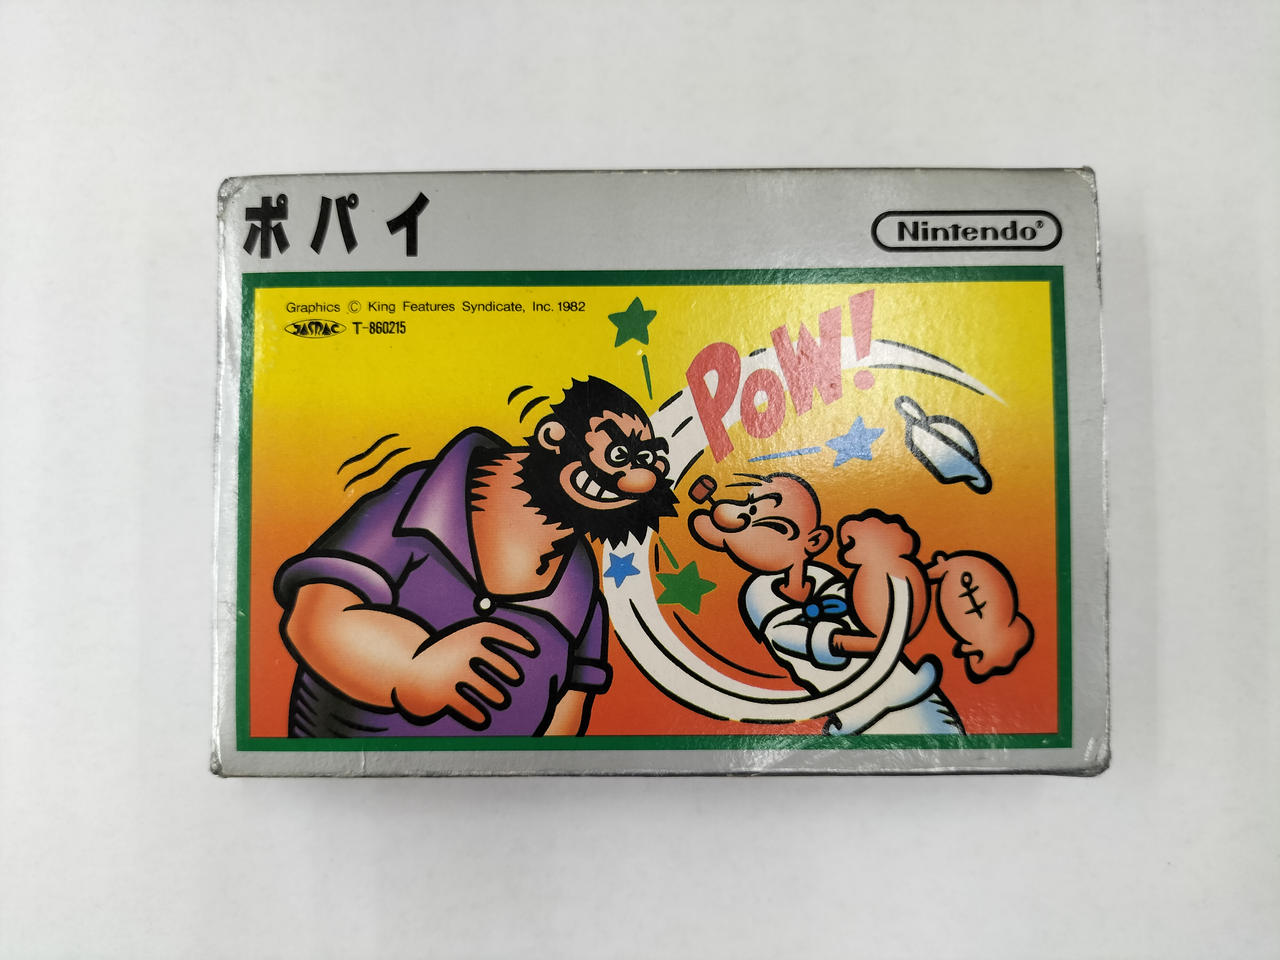 ポパイ
Nintendo®
Graphics © King Features Syndicate, Inc. 1982
JASRAC T-860215
POW!